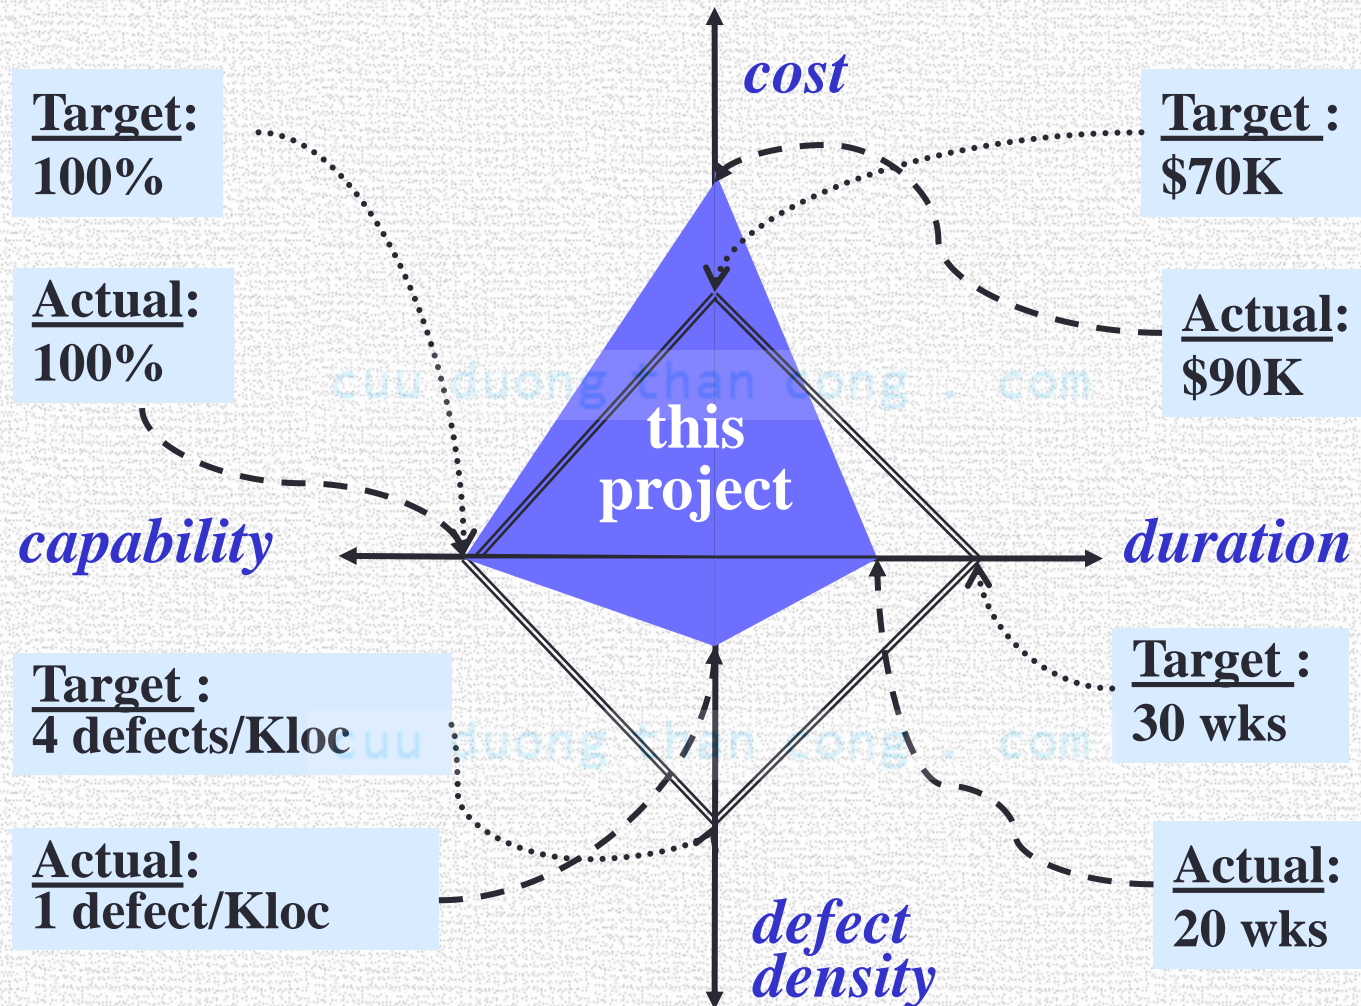 cost
Target:
100%
Target :
$70K
Actual:
100%
Actual:
$90K
cuu duong than cong . com
this
project
capability
duration
Target :
4 defects/Kloc
Target :
30 wks
cuu duong than cong . com
Actual:
1 defect/Kloc
Actual:
20 wks
defect
density